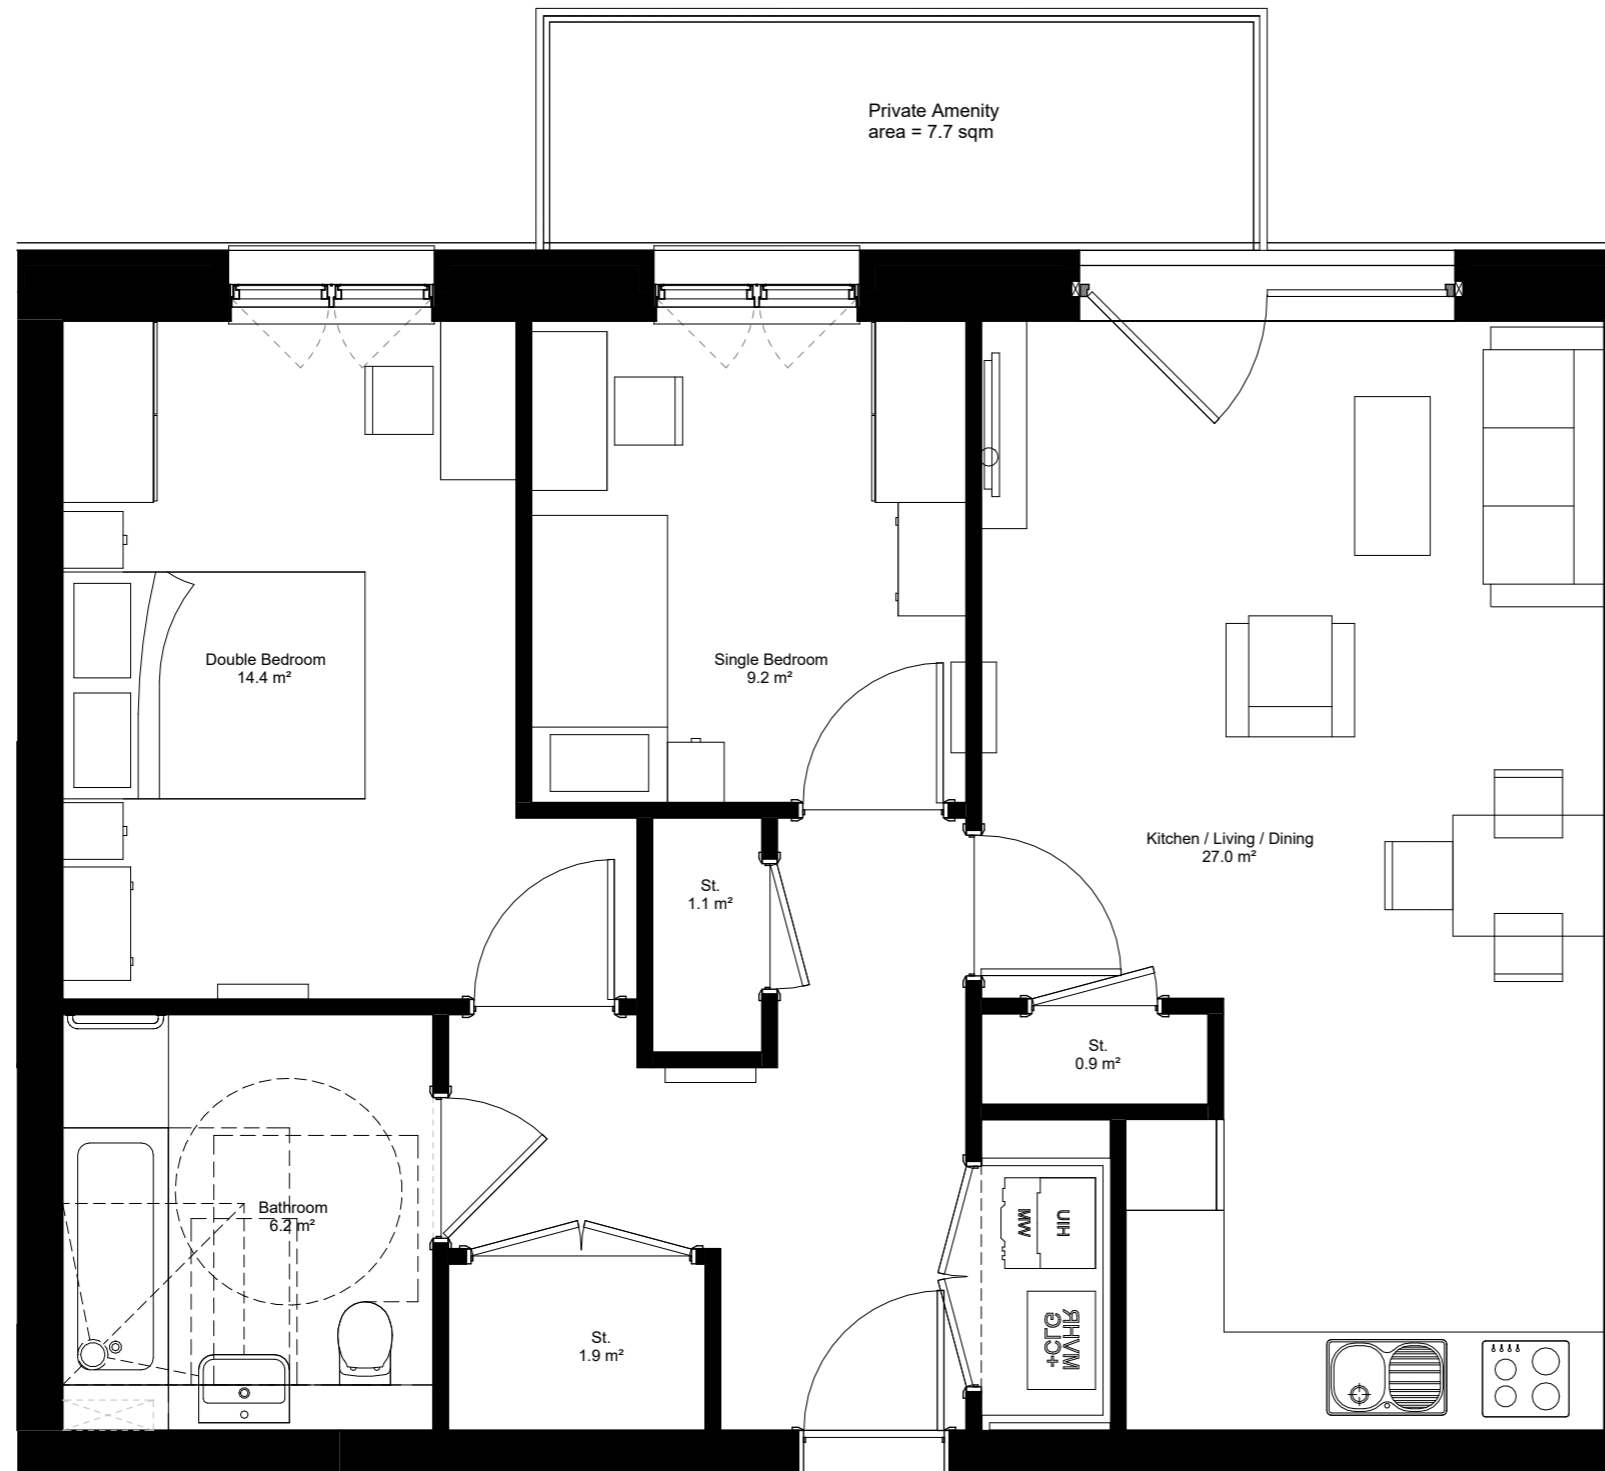 Private Amenity
area = 7.7 sqm
Double Bedroom
14.4 m²
Single Bedroom
9.2 m²
Kitchen / Living / Dining
27.0 m²
St.
1.1 m²
St.
0.9 m²
Bathroom
6.2 m²
UIH
MW
St.
1.9 m²
MVHR
+CLG